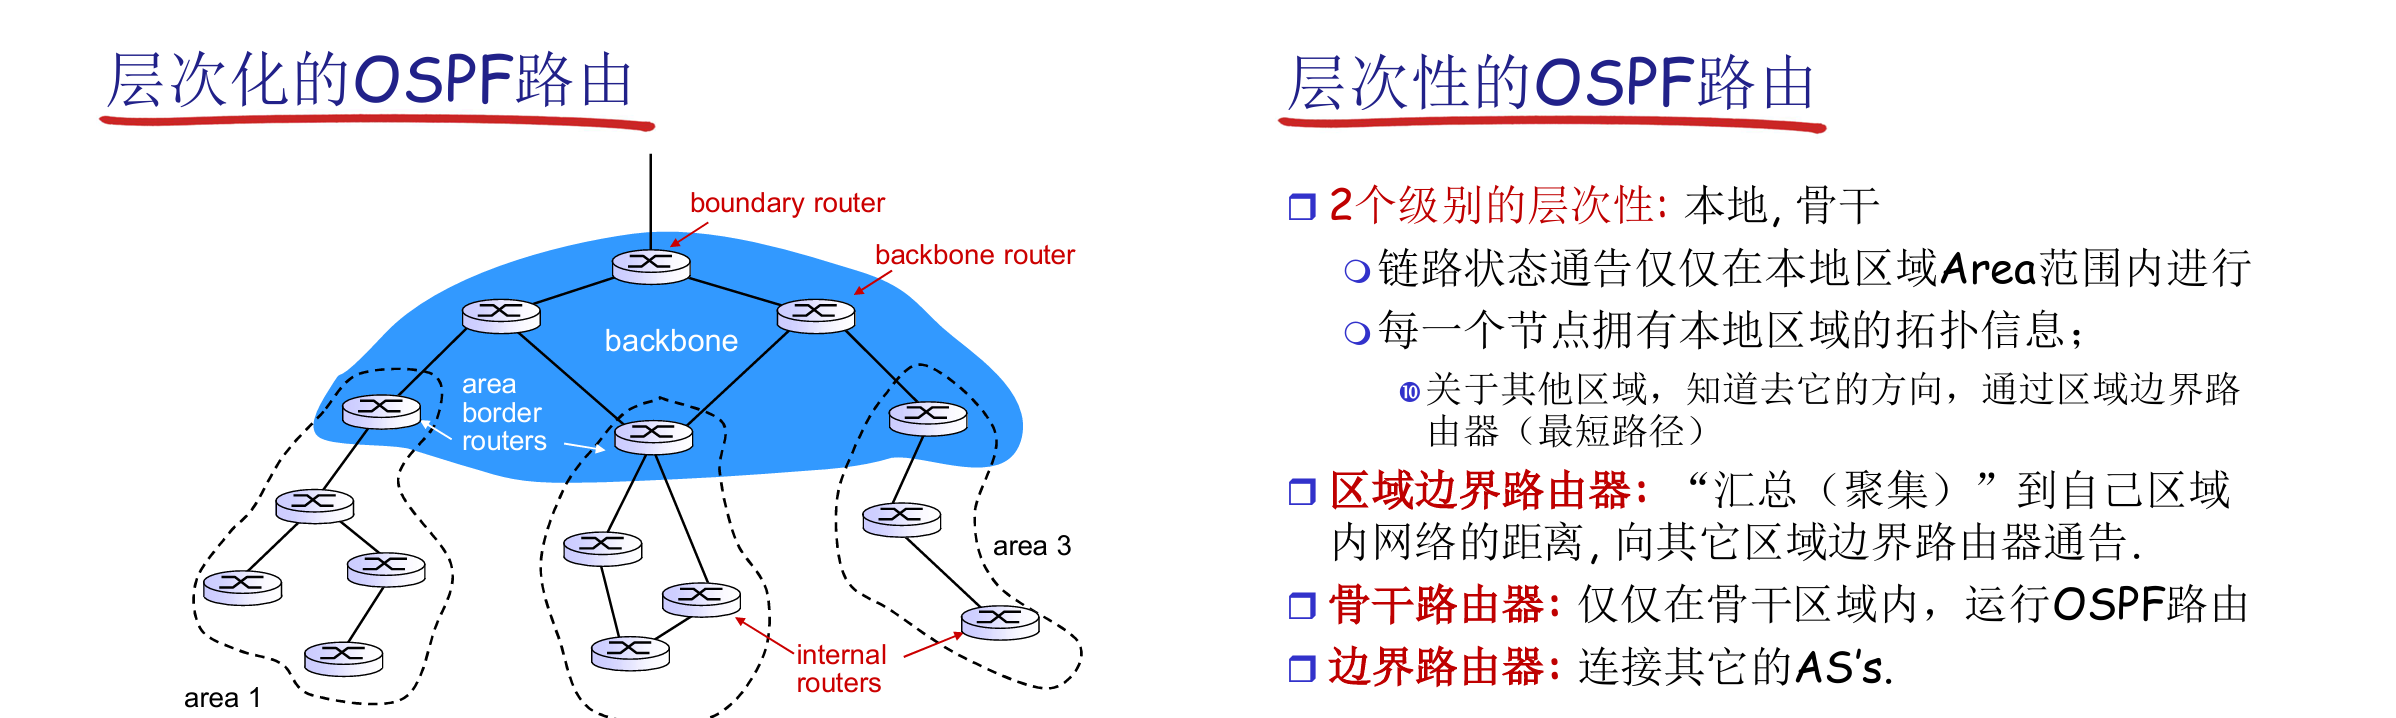 层次化的OSPF路由
boundary router
backbone router
backbone
area
border
routers
area 3
internal
routers
area 1
层次性的OSPF路由
2个级别的层次性: 本地, 骨干
链路状态通告仅仅在本地区域Area范围内进行
每一个节点拥有本地区域的拓扑信息；
❿关于其他区域，知道去它的方向，通过区域边界路
由器（最短路径）
区域边界路由器: “汇总（聚集）”到自己区域
内网络的距离, 向其它区域边界路由器通告.
骨干路由器: 仅仅在骨干区域内，运行OSPF路由
边界路由器: 连接其它的AS’s.